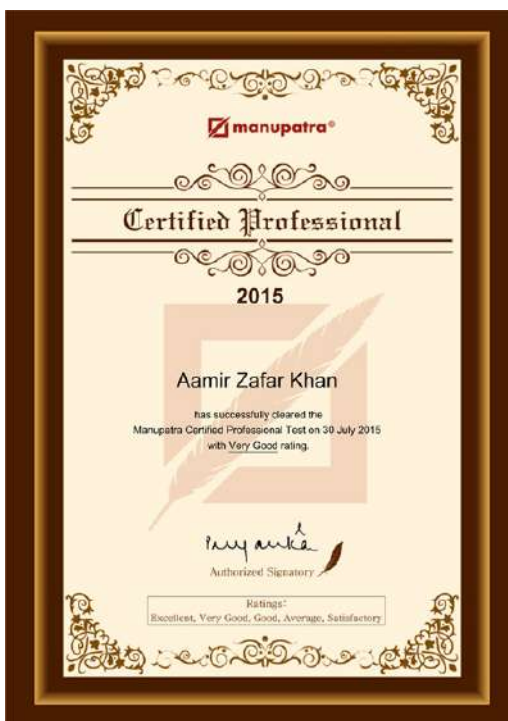 manupatra®
Certified Professional
2015
Aamir Zafar Khan
has successfully cleared the
Manupatra Certified Professional Test on 30 July 2015
with Very Good rating.
Priyanka
Authorized Signatory
Ratings:
Excellent, Very Good, Good, Average, Satisfactory